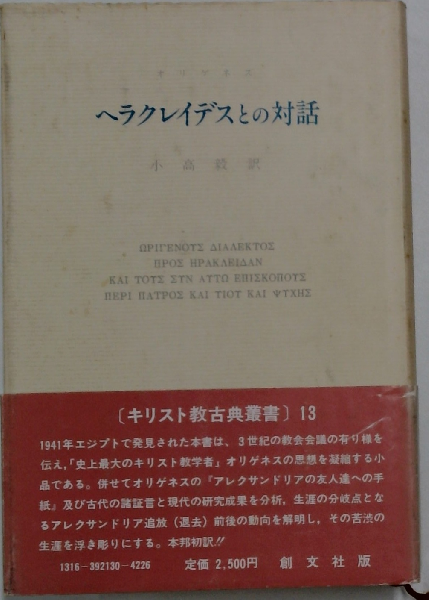 オリゲネス
ヘラクレイデスとの対話
小高毅訳
ΩΡΙΓΕΝΟΥΣ ΔΙΑΛΕΚΤΟΣ
ΠΡΟΣ ΗΡΑΚΛΕΙΔΑΝ
ΚΑΙ ΤΟΥΣ ΣΥΝ ΑΥΤΩ ΕΠΙΣΚΟΠΟΥΣ
ΠΕΡΙ ΠΑΤΡΟΣ ΚΑΙ ΥΙΟΥ ΚΑΙ ΨΥΧΗΣ
〔キリスト教古典叢書〕13
1941年エジプトで発見された本書は、3世紀の教会会議の有り様を
伝え,「史上最大のキリスト教学者」オリゲネスの思想を凝縮する小
品である。併せてオリゲネスの『アレクサンドリアの友人達への手
紙』及び古代の諸証言と現代の研究成果を分析,生涯の分岐点とな
るアレクサンドリア追放(退去)前後の動向を解明し,その苦渋の
生涯を浮き彫りにする。本邦初訳!!
1316-392130-4226 定価 2,500円 創文社版